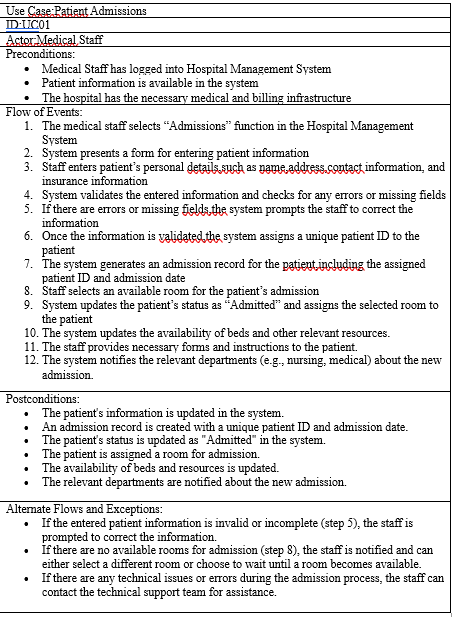 Use Case:Patient Admissions
ID:UC01
Actor:Medical Staff
Preconditions:
• Medical Staff has logged into Hospital Management System
• Patient information is available in the system
• The hospital has the necessary medical and billing infrastructure
Flow of Events:
1. The medical staff selects “Admissions” function in the Hospital Management
System
2. System presents a form for entering patient information
3. Staff enters patient’s personal details,such as name,address,contact information, and
insurance information
4. System validates the entered information and checks for any errors or missing fields
5. If there are errors or missing fields,the system prompts the staff to correct the
information
6. Once the information is validated,the system assigns a unique patient ID to the
patient
7. The system generates an admission record for the patient,including the assigned
patient ID and admission date
8. Staff selects an available room for the patient’s admission
9. System updates the patient’s status as “Admitted” and assigns the selected room to
the patient
10. The system updates the availability of beds and other relevant resources.
11. The staff provides necessary forms and instructions to the patient.
12. The system notifies the relevant departments (e.g., nursing, medical) about the new
admission.
Postconditions:
• The patient's information is updated in the system.
• An admission record is created with a unique patient ID and admission date.
• The patient's status is updated as "Admitted" in the system.
• The patient is assigned a room for admission.
• The availability of beds and resources is updated.
• The relevant departments are notified about the new admission.
Alternate Flows and Exceptions:
• If the entered patient information is invalid or incomplete (step 5), the staff is
prompted to correct the information.
• If there are no available rooms for admission (step 8), the staff is notified and can
either select a different room or choose to wait until a room becomes available.
• If there are any technical issues or errors during the admission process, the staff can
contact the technical support team for assistance.